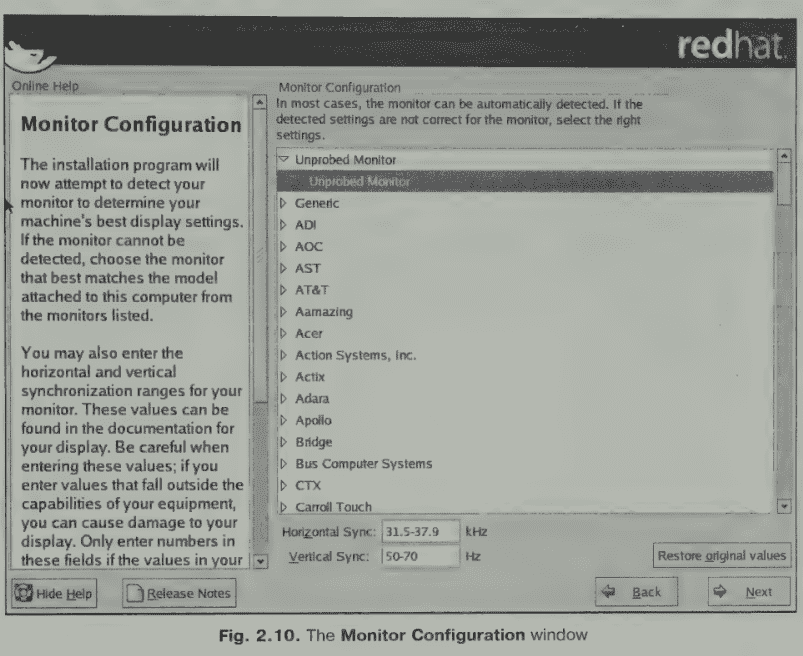 redhat.
Online Help
Monitor Configuration
The installation program will
now attempt to detect your
monitor to determine your
machine's best display settings.
If the monitor cannot be
detected, choose the monitor
that best matches the model
attached to this computer from
the monitors listed.
You may also enter the
horizontal and vertical
synchronization ranges for your
monitor. These values can be
found in the documentation for
your display. Be careful when
entering these values; if you
enter values that fall outside the
capabilities of your equipment,
you can cause damage to your
display. Only enter numbers in
these fields if the values in your
Monitor Configuration
In most cases, the monitor can be automatically detected. If the
detected settings are not correct for the monitor, select the right
settings.
Unprobed Monitor
Unprobed Monitor
Generic
ADI
AOC
AST
AT&T
Aamazing
Acer
Action Systems, Inc.
Actix
Adara
Apollo
Bridge
Bus Computer Systems
CTX
Carroll Touch
Horizontal Sync: 31.5-37.9 kHz
Vertical Sync: 50-70 Hz
Restore original values
Hide Help
Release Notes
Back
Next
Fig. 2.10. The Monitor Configuration window